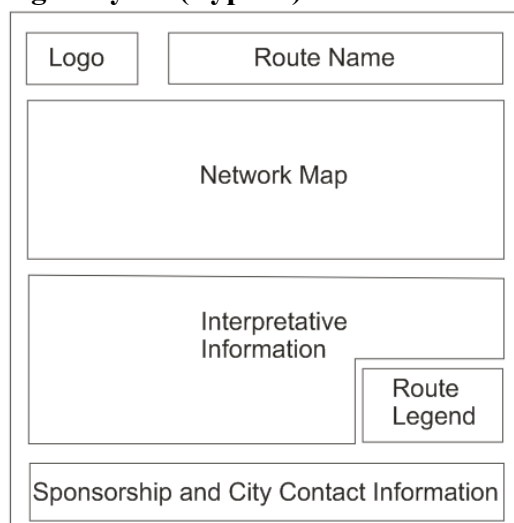 Logo
Route Name
Network Map
Interpretative
Information
Route
Legend
Sponsorship and City Contact Information